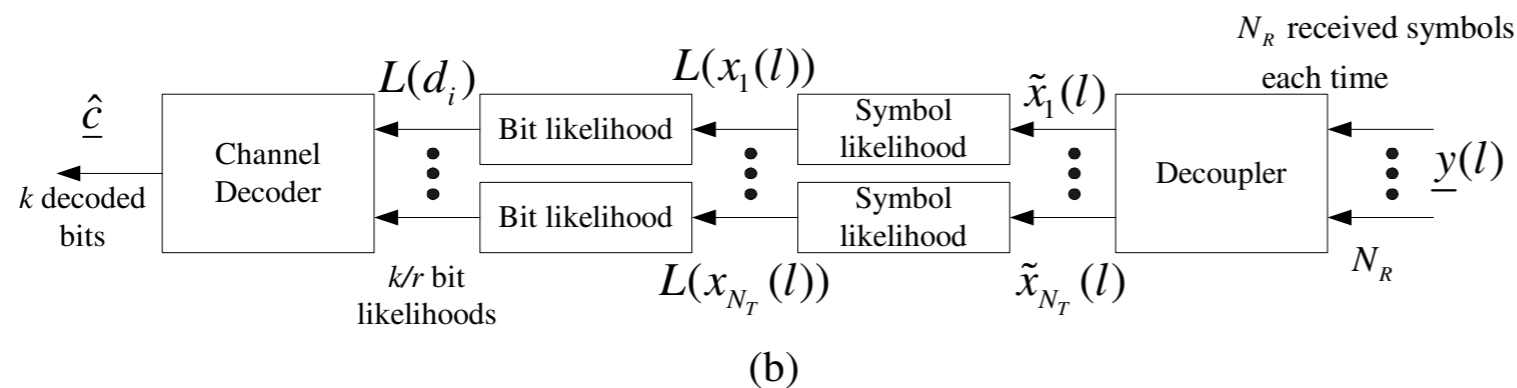 N_R received symbols
each time
L(d_i)
L(x_1(l))
x̃_1(l)
ĉ
k decoded
bits
Channel
Decoder
Bit likelihood
Symbol
likelihood
Decoupler
y(l)
Bit likelihood
Symbol
likelihood
k/r bit
likelihoods
L(x_{N_T}(l))
x̃_{N_T}(l)
N_R
(b)